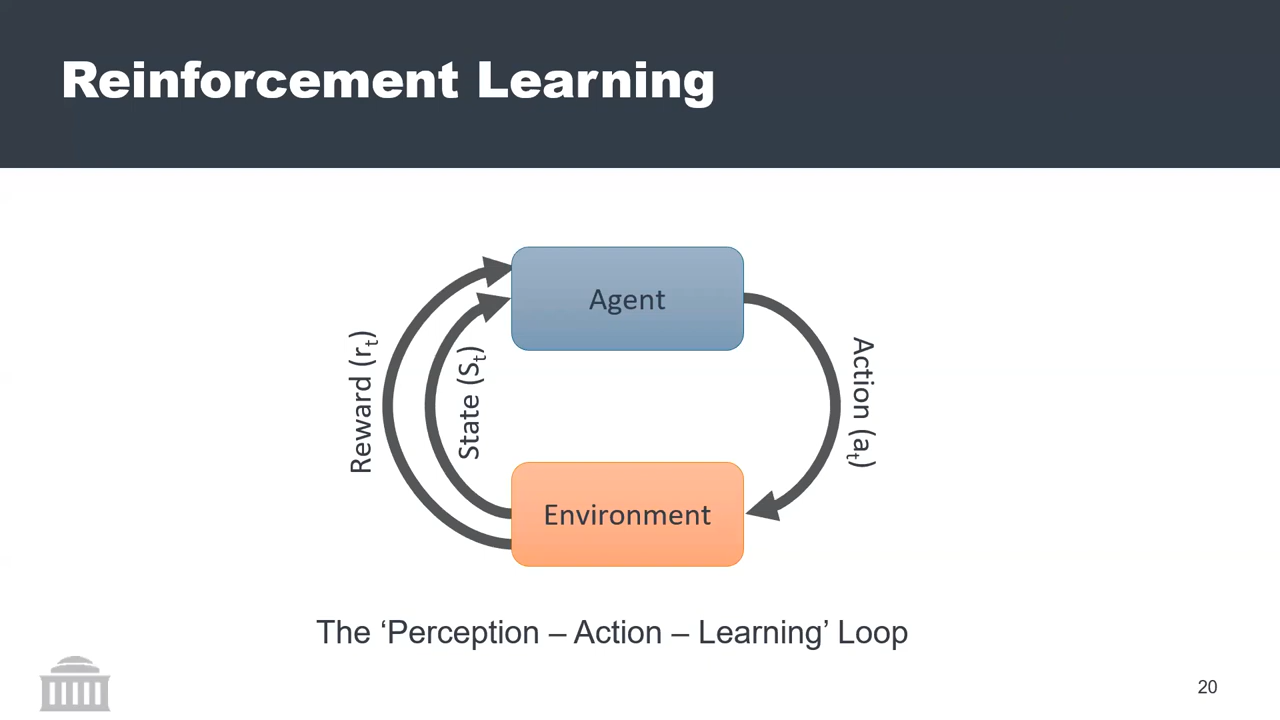 Reinforcement Learning
Agent
Reward (rt)
State (St)
Action (at)
Environment
The ‘Perception – Action – Learning’ Loop
20